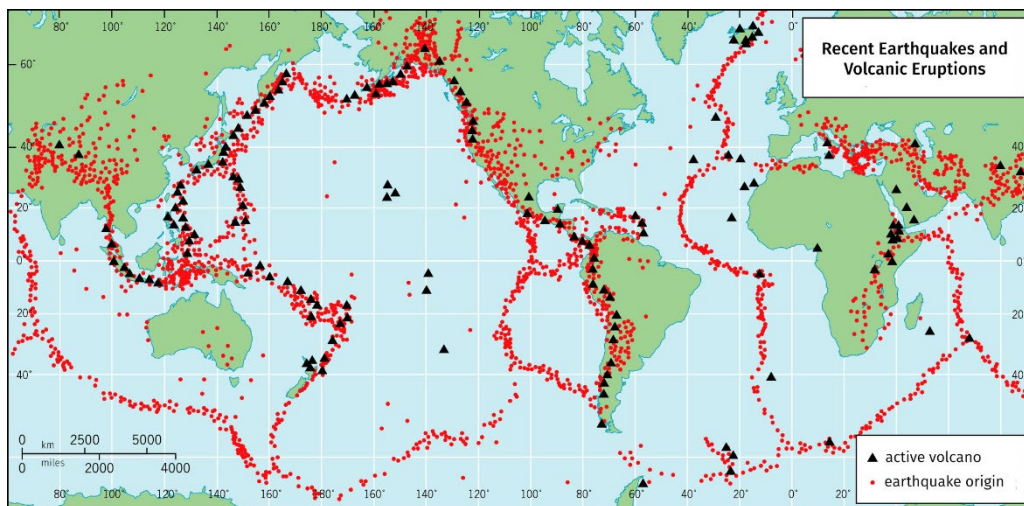 80° 100° 120° 140° 160° 180° 160° 140° 120° 100° 80° 60° 40° 20° 0°
Recent Earthquakes and
Volcanic Eruptions
60°
40° 40
20° 20°
0° 0°
20° 20°
40° 40
0 2500 5000
km
miles
0 2000 4000
active volcano
earthquake origin
80° 100° 120° 140° 160° 180° 160° 140° 120° 100° 80° 60° 40° 20° 0° 20°